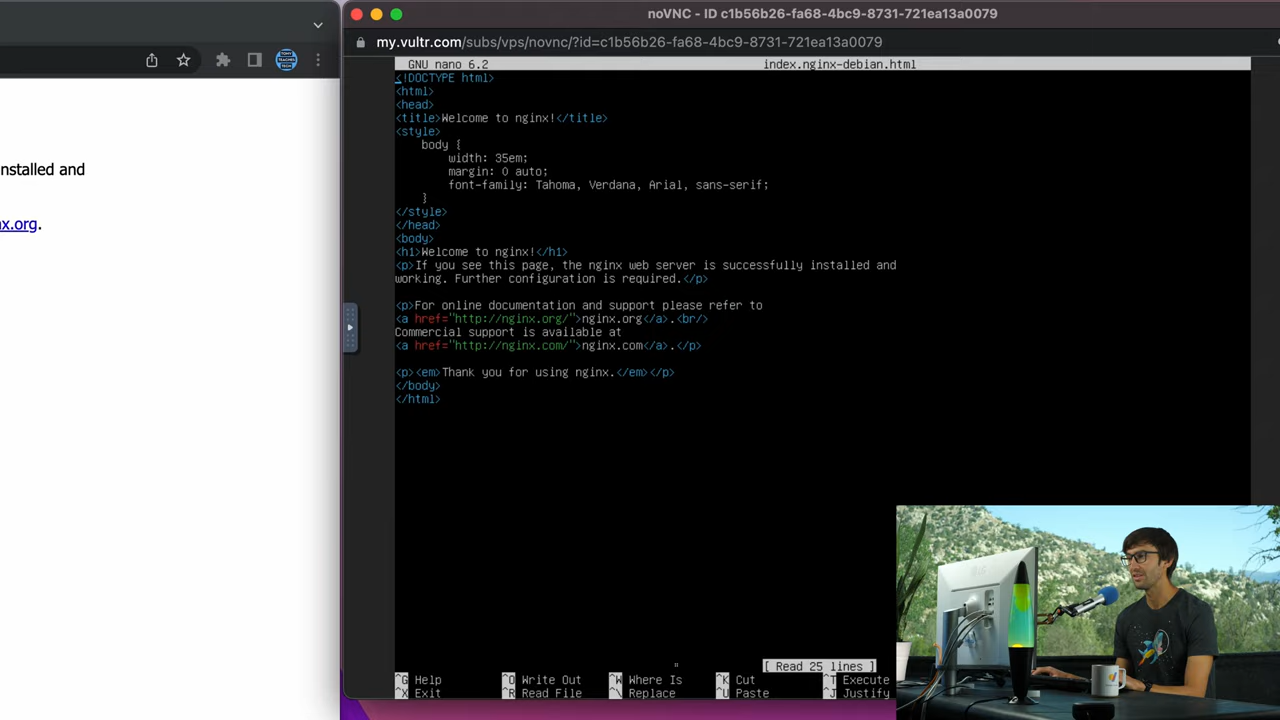 noVNC - ID c1b56b26-fa68-4bc9-8731-721ea13a0079
my.vultr.com/subs/vps/novnc/?id=c1b56b26-fa68-4bc9-8731-721ea13a0079
TONY TEACHES TECH
nstalled and
nx.org.
GNU nano 6.2 index.nginx-debian.html
<!DOCTYPE html>
<html>
<head>
<title>Welcome to nginx!</title>
<style>
body {
width: 35em;
margin: 0 auto;
font-family: Tahoma, Verdana, Arial, sans-serif;
}
</style>
</head>
<body>
<h1>Welcome to nginx!</h1>
<p>If you see this page, the nginx web server is successfully installed and
working. Further configuration is required.</p>
<p>For online documentation and support please refer to
<a href="http://nginx.org/">nginx.org</a>.<br/>
Commercial support is available at
<a href="http://nginx.com/">nginx.com</a>.</p>
<p><em>Thank you for using nginx.</em></p>
</body>
</html>
[ Read 25 lines ]
^G Help ^O Write Out ^W Where Is ^K Cut ^T Execute
^X Exit ^R Read File ^\ Replace ^U Paste ^J Justify
LG